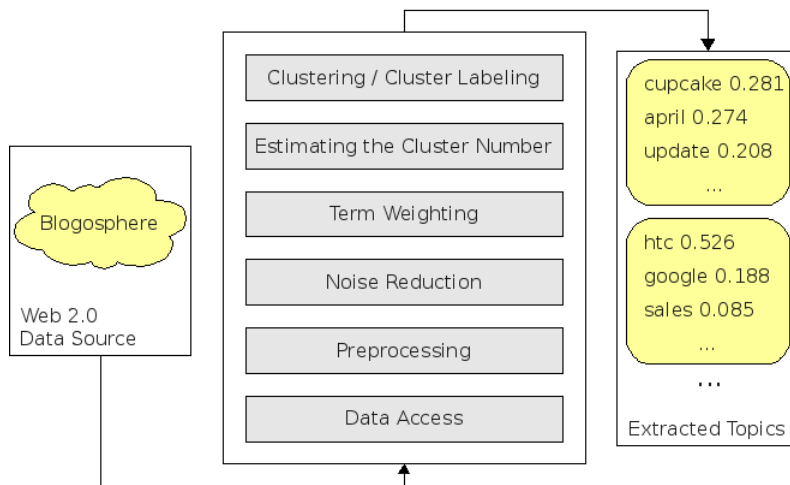 Blogosphere
Web 2.0
Data Source
Clustering / Cluster Labeling
Estimating the Cluster Number
Term Weighting
Noise Reduction
Preprocessing
Data Access
cupcake 0.281
april 0.274
update 0.208
...
htc 0.526
google 0.188
sales 0.085
...
...
Extracted Topics